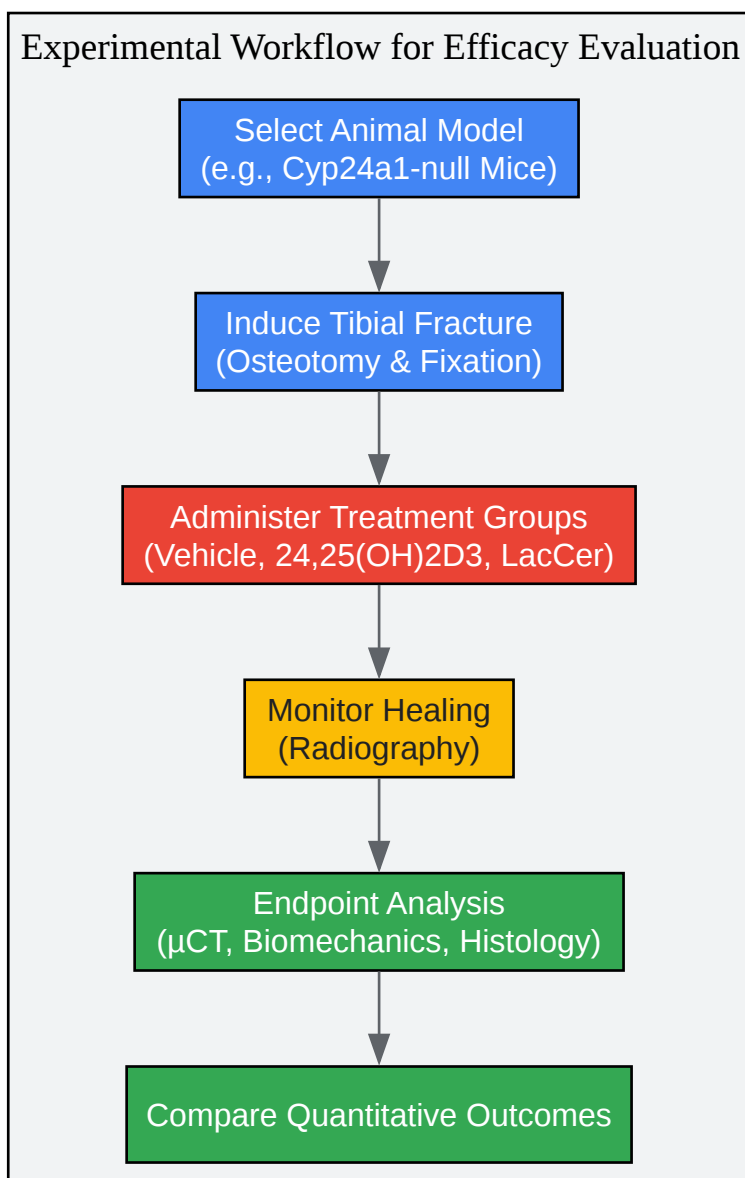 Experimental Workflow for Efficacy Evaluation
Select Animal Model
(e.g., Cyp24a1-null Mice)
Induce Tibial Fracture
(Osteotomy & Fixation)
Administer Treatment Groups
(Vehicle, 24,25(OH)2D3, LacCer)
Monitor Healing
(Radiography)
Endpoint Analysis
(µCT, Biomechanics, Histology)
Compare Quantitative Outcomes